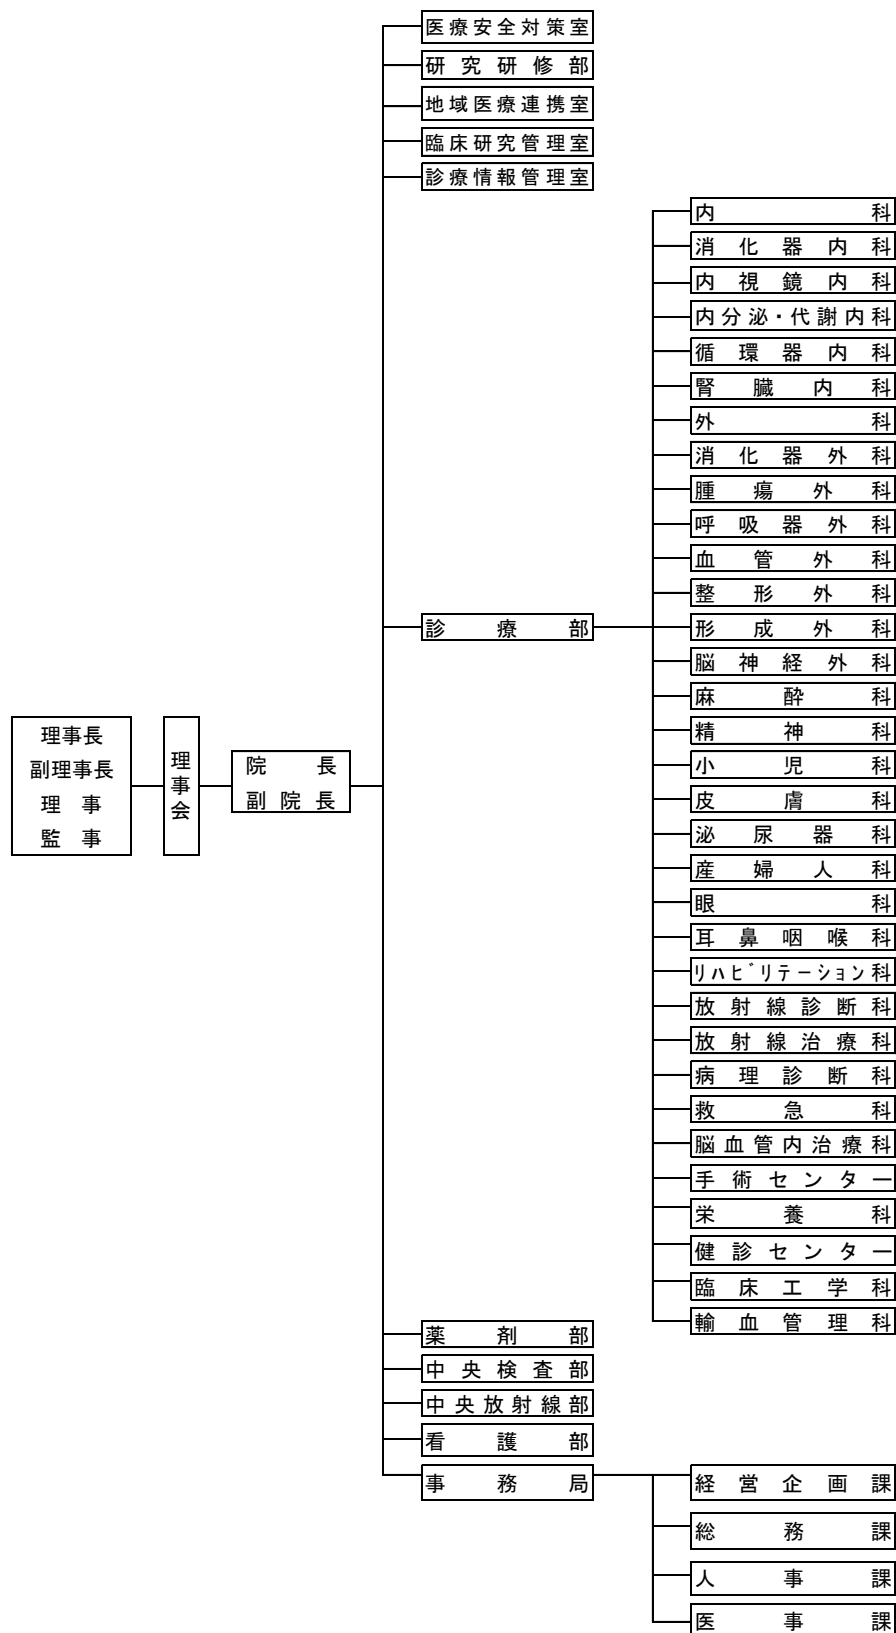 医療安全対策室
研究研修部
地域医療連携室
臨床研究管理室
診療情報管理室
内科
消化器内科
内視鏡内科
内分泌・代謝内科
循環器内科
腎臓内科
外科
消化器外科
腫瘍外科
呼吸器外科
血管外科
整形外科
診療部
形成外科
脳神経外科
麻酔科
精神科
理事長
副理事長
理事
監事
理事会
院長
副院長
小児科
皮膚科
泌尿器科
産婦人科
眼科
耳鼻咽喉科
リハビリテーション科
放射線診断科
放射線治療科
病理診断科
救急科
脳血管内治療科
手術センター
栄養科
健診センター
臨床工学科
輸血管理科
薬剤部
中央検査部
中央放射線部
看護部
事務局
経営企画課
総務課
人事課
医事課